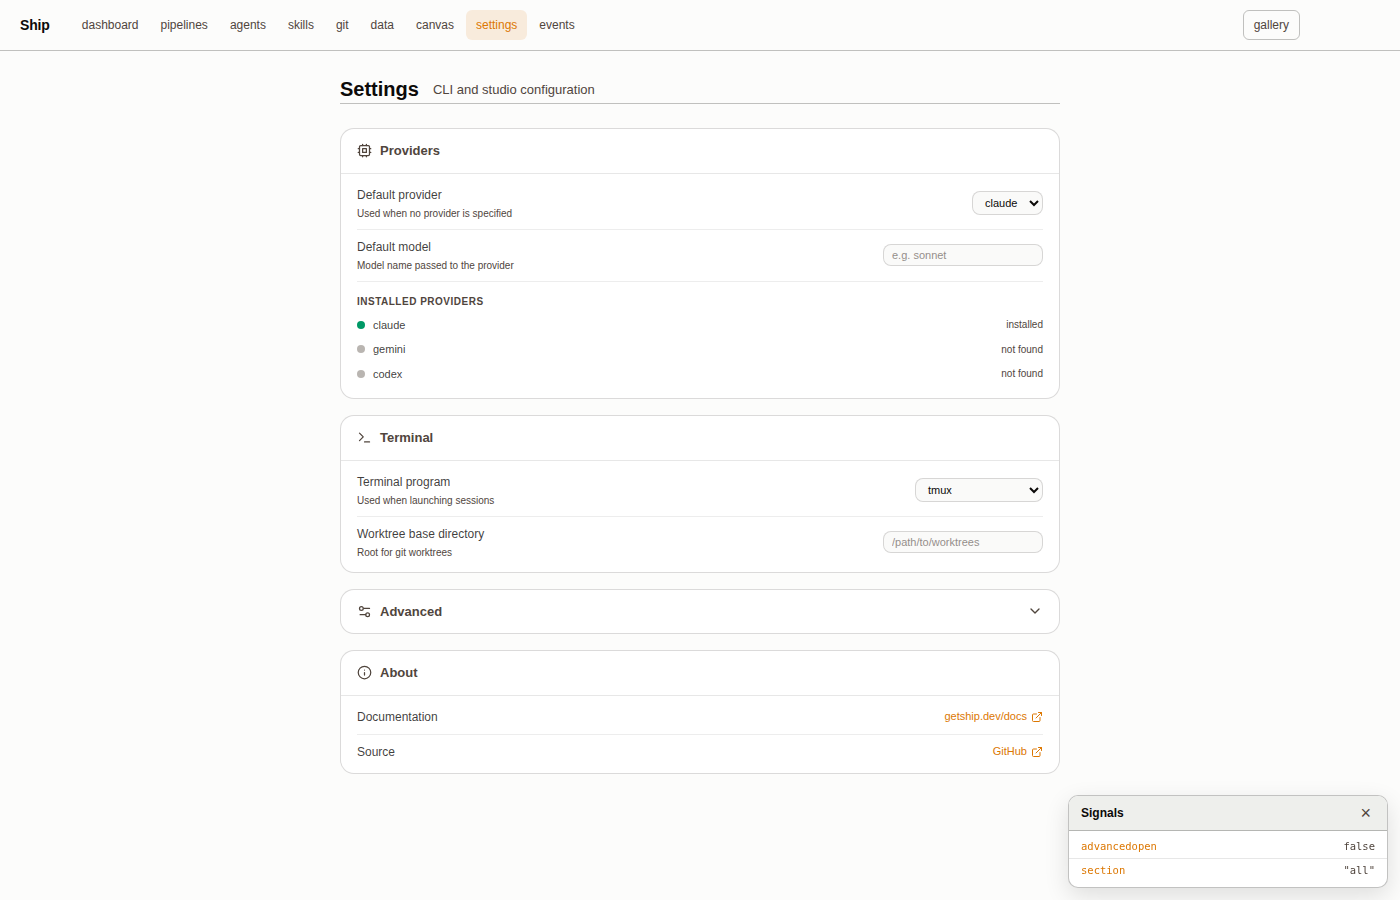 Ship dashboard pipelines agents skills git data canvas settings events gallery
Settings CLI and studio configuration
Providers
Default provider claude
Used when no provider is specified
Default model e.g. sonnet
Model name passed to the provider
INSTALLED PROVIDERS
claude installed
gemini not found
codex not found
Terminal
Terminal program tmux
Used when launching sessions
Worktree base directory /path/to/worktrees
Root for git worktrees
Advanced
About
Documentation getship.dev/docs
Source GitHub
Signals ×
advancedopen false
section "all"